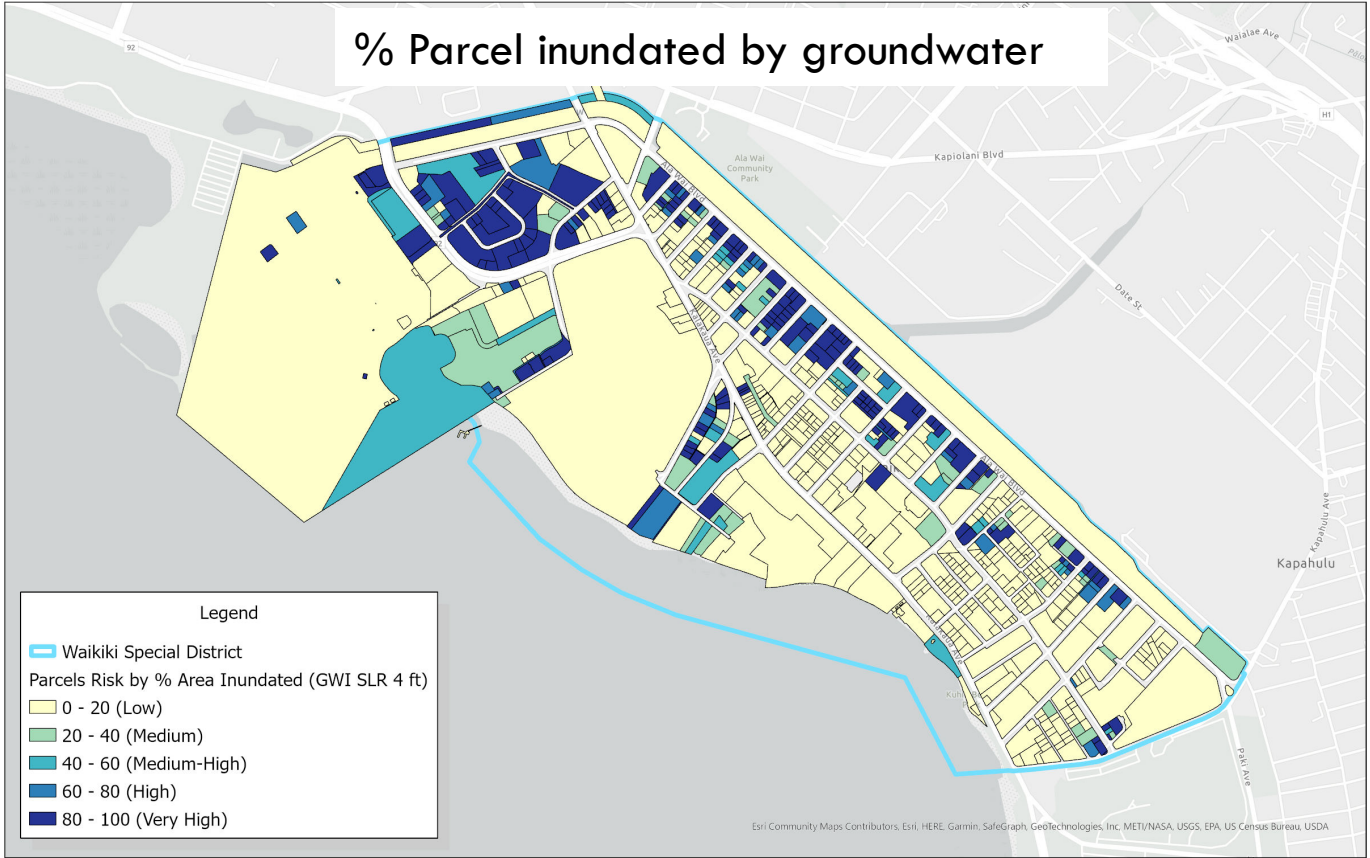 % Parcel inundated by groundwater
92
Waialae Ave
H1
Kapiolani Blvd
Ala Wai
Community
Park
Ala Wai Blvd
Date St
Kalakaua Ave
92
Ala Wai Blvd
Kapahulu Ave
Kapahulu
Kalakaua Ave
Paki Ave
Legend
Waikiki Special District
Parcels Risk by % Area Inundated (GWI SLR 4 ft)
0 - 20 (Low)
20 - 40 (Medium)
40 - 60 (Medium-High)
60 - 80 (High)
80 - 100 (Very High)
Esri Community Maps Contributors, Esri, HERE, Garmin, SafeGraph, GeoTechnologies, Inc, METI/NASA, USGS, EPA, US Census Bureau, USDA